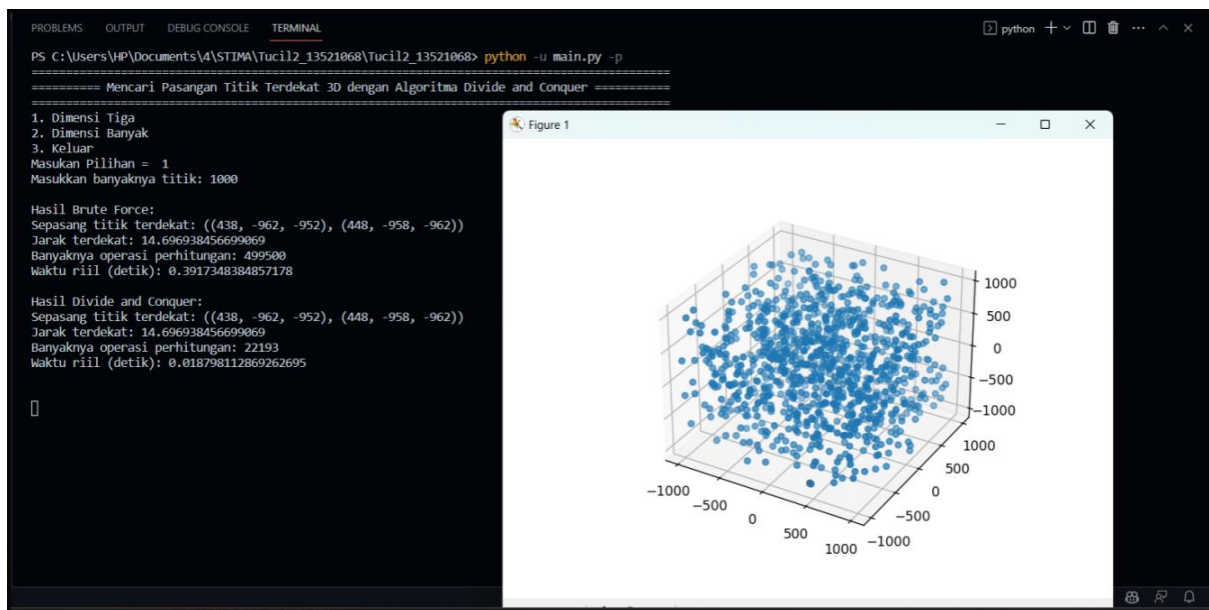 PROBLEMS OUTPUT DEBUG CONSOLE TERMINAL
python
PS C:\Users\HP\Documents\4\STIMA\Tucil2_13521068\Tucil2_13521068> python -u main.py -p
================================================================================
========== Mencari Pasangan Titik Terdekat 3D dengan Algoritma Divide and Conquer ===========
================================================================================
1. Dimensi Tiga
2. Dimensi Banyak
3. Keluar
Masukan Pilihan = 1
Masukkan banyaknya titik: 1000
Hasil Brute Force:
Sepasang titik terdekat: ((438, -962, -952), (448, -958, -962))
Jarak terdekat: 14.696938456699069
Banyaknya operasi perhitungan: 499500
Waktu riil (detik): 0.3917348384857178
Hasil Divide and Conquer:
Sepasang titik terdekat: ((438, -962, -952), (448, -958, -962))
Jarak terdekat: 14.696938456699069
Banyaknya operasi perhitungan: 22193
Waktu riil (detik): 0.018798112869262695
Figure 1
1000
500
0
−500
−1000
1000
500
0
−500
−1000
−1000
−500
0
500
1000